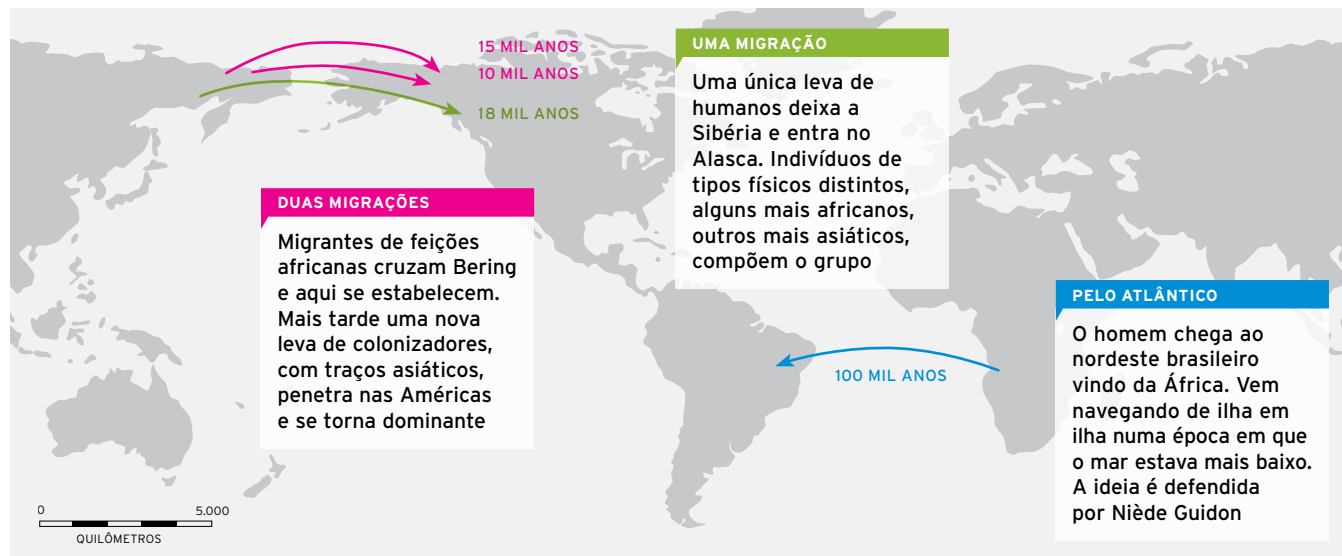 15 MIL ANOS
10 MIL ANOS
18 MIL ANOS
UMA MIGRAÇÃO
Uma única leva de
humanos deixa a
Sibéria e entra no
Alasca. Indivíduos de
tipos físicos distintos,
alguns mais africanos,
outros mais asiáticos,
compõem o grupo
DUAS MIGRAÇÕES
Migrantes de feições
africanas cruzam Bering
e aqui se estabelecem.
Mais tarde uma nova
leva de colonizadores,
com traços asiáticos,
penetra nas Américas
e se torna dominante
PELO ATLÂNTICO
O homem chega ao
nordeste brasileiro
vindo da África. Vem
navegando de ilha em
ilha numa época em que
o mar estava mais baixo.
A ideia é defendida
por Niède Guidon
100 MIL ANOS
0 5.000
QUILÔMETROS